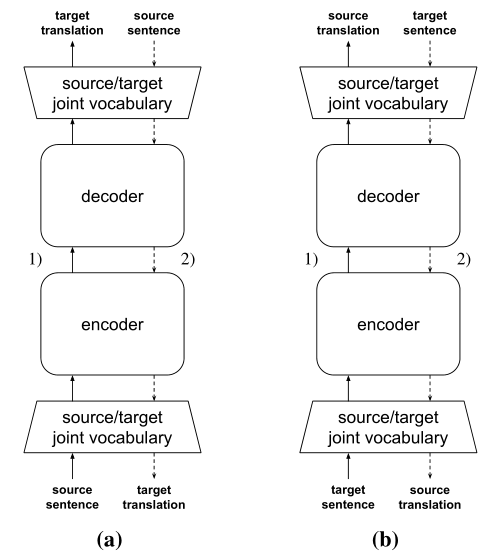 target
translation
source
sentence
source/target
joint vocabulary
decoder
1)
2)
encoder
source/target
joint vocabulary
source
sentence
target
translation
(a)
source
translation
target
sentence
source/target
joint vocabulary
decoder
1)
2)
encoder
source/target
joint vocabulary
target
sentence
source
translation
(b)